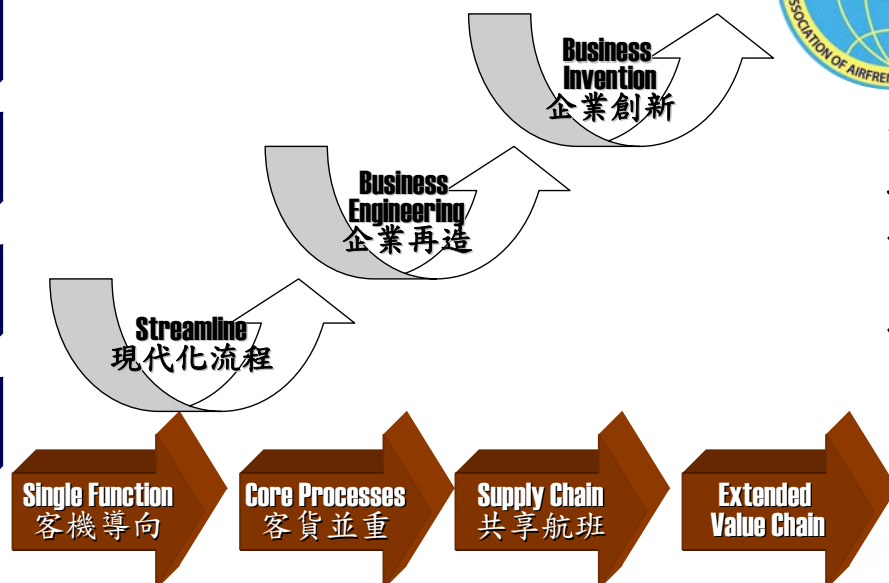 Business
Invention
企業創新
Business
Engineering
企業再造
Streamline
現代化流程
Single Function
客機導向
Core Processes
客貨並重
Supply Chain
共享航班
Extended
Value Chain
ASSOCIATION OF